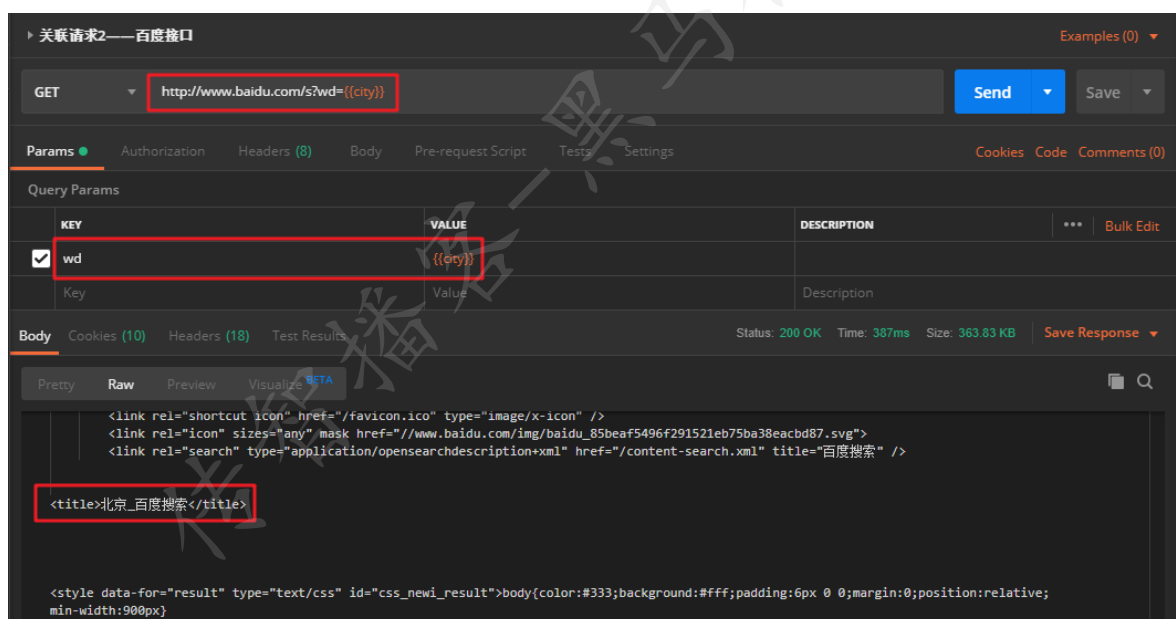 关联请求2——百度接口
Examples (0)
GET
http://www.baidu.com/s?wd={{city}}
Send
Save
Params
Authorization
Headers (8)
Body
Pre-request Script
Tests
Settings
Cookies Code Comments (0)
Query Params
KEY
VALUE
DESCRIPTION
Bulk Edit
wd
{{city}}
Key
Value
Description
Body
Cookies (10)
Headers (18)
Test Results
Status: 200 OK Time: 387ms Size: 363.83 KB
Save Response
Pretty
Raw
Preview
Visualize BETA
<link rel="shortcut icon" href="/favicon.ico" type="image/x-icon" />
<link rel="icon" sizes="any" mask href="//www.baidu.com/img/baidu_85beaf5496f291521eb75ba38eacbd87.svg">
<link rel="search" type="application/opensearchdescription+xml" href="/content-search.xml" title="百度搜索" />
<title>北京_百度搜索</title>
<style data-for="result" type="text/css" id="css_newi_result">body{color:#333;background:#fff;padding:6px 0 0;margin:0;position:relative;
min-width:900px}
传智播客—黑马